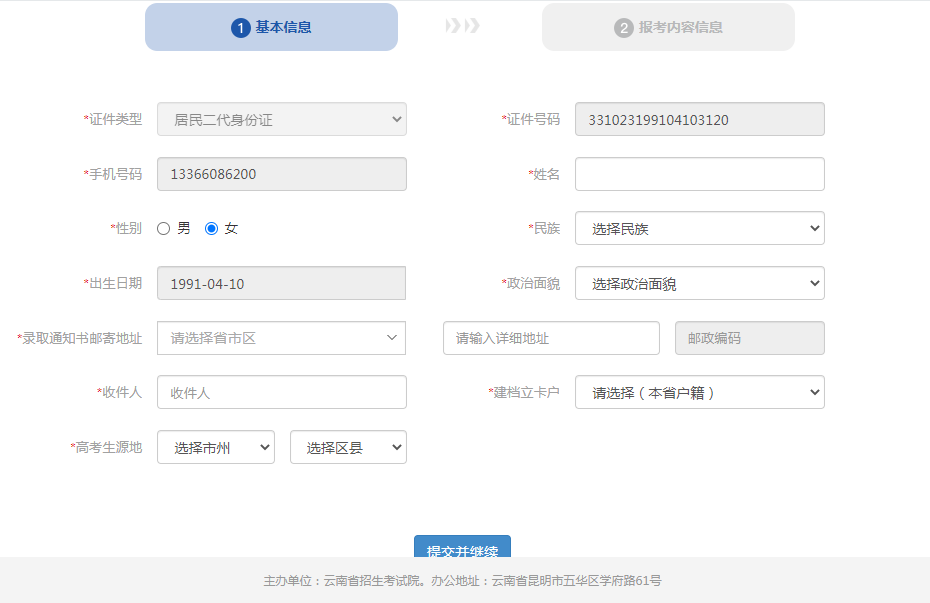 1 基本信息 2 报考内容信息
*证件类型 居民二代身份证 *证件号码 331023199104103120
*手机号码 13366086200 *姓名
*性别 男 女 *民族 选择民族
*出生日期 1991-04-10 *政治面貌 选择政治面貌
*录取通知书邮寄地址 请选择省市区 请输入详细地址 邮政编码
*收件人 收件人 *建档立卡户 请选择（本省户籍）
*高考生源地 选择市州 选择区县
提交并继续
主办单位：云南省招生考试院。办公地址：云南省昆明市五华区学府路61号